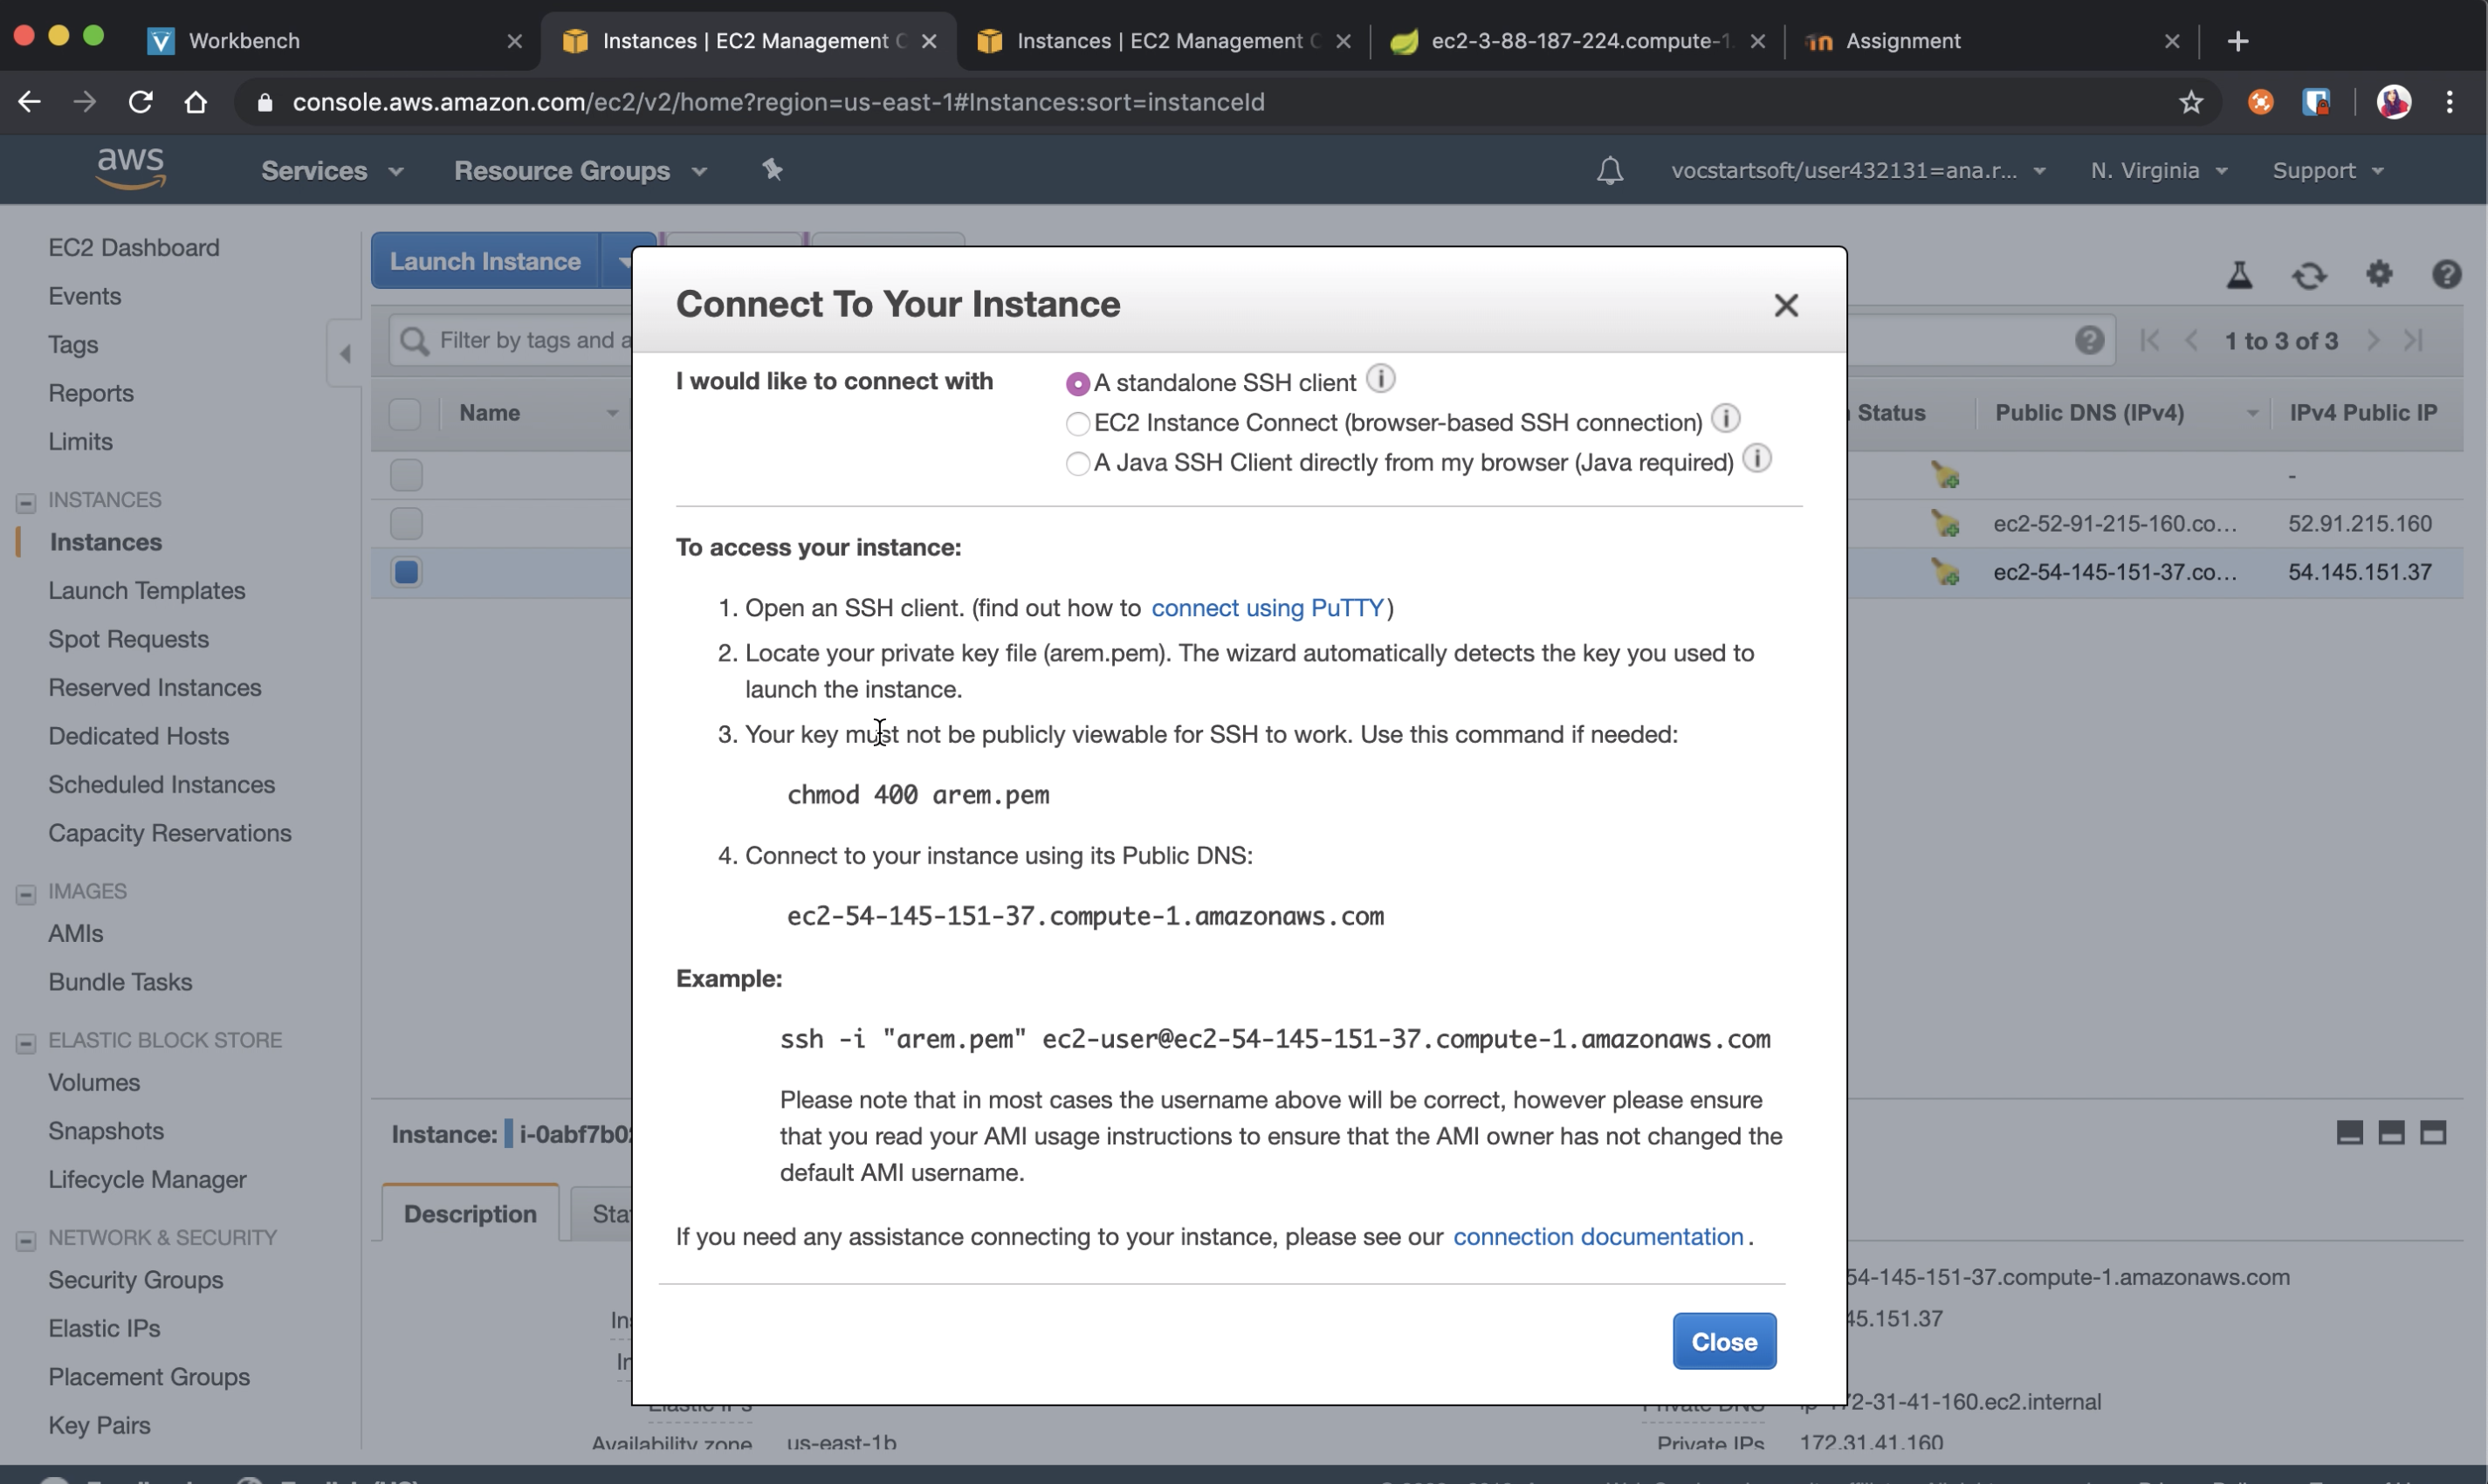 Workbench
Instances | EC2 Management C
Instances | EC2 Management C
ec2-3-88-187-224.compute-1.
Assignment
console.aws.amazon.com/ec2/v2/home?region=us-east-1#Instances:sort=instanceId
aws
Services
Resource Groups
vocstartsoft/user432131=ana.r...
N. Virginia
Support
EC2 Dashboard
Events
Tags
Reports
Limits
INSTANCES
Instances
Launch Templates
Spot Requests
Reserved Instances
Dedicated Hosts
Scheduled Instances
Capacity Reservations
IMAGES
AMIs
Bundle Tasks
ELASTIC BLOCK STORE
Volumes
Snapshots
Lifecycle Manager
NETWORK & SECURITY
Security Groups
Elastic IPs
Placement Groups
Key Pairs
Launch Instance
Filter by tags and a
1 to 3 of 3
Name
Status
Public DNS (IPv4)
IPv4 Public IP
-
ec2-52-91-215-160.co...
52.91.215.160
ec2-54-145-151-37.co...
54.145.151.37
Connect To Your Instance
I would like to connect with
A standalone SSH client
EC2 Instance Connect (browser-based SSH connection)
A Java SSH Client directly from my browser (Java required)
To access your instance:
1. Open an SSH client. (find out how to connect using PuTTY)
2. Locate your private key file (arem.pem). The wizard automatically detects the key you used to
launch the instance.
3. Your key must not be publicly viewable for SSH to work. Use this command if needed:
chmod 400 arem.pem
4. Connect to your instance using its Public DNS:
ec2-54-145-151-37.compute-1.amazonaws.com
Example:
ssh -i "arem.pem" ec2-user@ec2-54-145-151-37.compute-1.amazonaws.com
Please note that in most cases the username above will be correct, however please ensure
that you read your AMI usage instructions to ensure that the AMI owner has not changed the
default AMI username.
If you need any assistance connecting to your instance, please see our connection documentation.
Close
Instance: i-0abf7b0
Description
Sta
54-145-151-37.compute-1.amazonaws.com
45.151.37
Elastic IPs
Private DNS
72-31-41-160.ec2.internal
Availability zone
us-east-1b
Private IPs
172.31.41.160